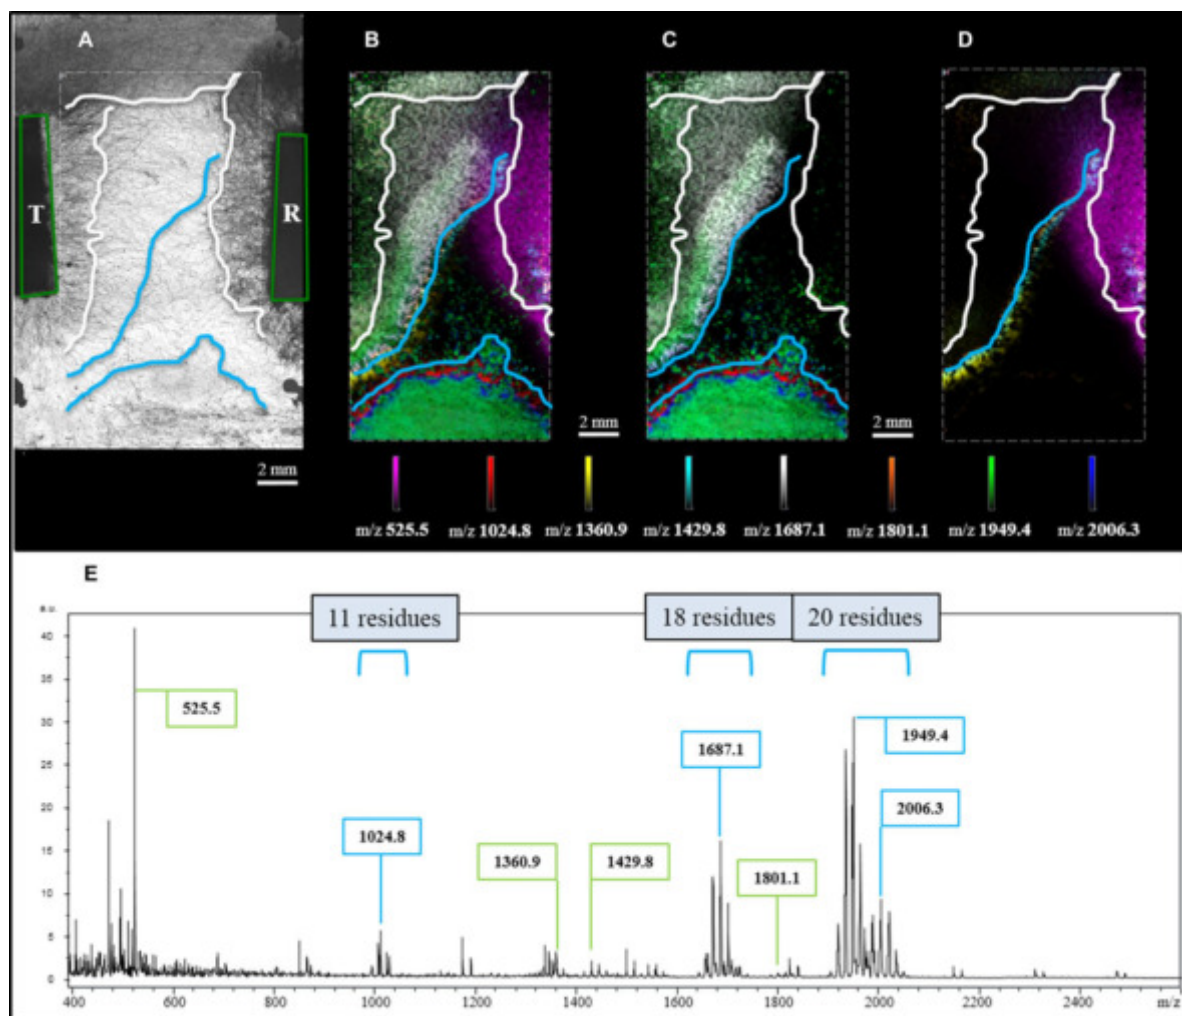 A B C D
T R
2 mm 2 mm
2 mm
m/z 525.5 m/z 1024.8 m/z 1360.9 m/z 1429.8 m/z 1687.1 m/z 1801.1 m/z 1949.4 m/z 2006.3
E
a.u.
11 residues 18 residues 20 residues
40
35
525.5
30
1949.4
1687.1
25
2006.3
20
1024.8
15
1360.9 1429.8
1801.1
10
5
0
400 600 800 1000 1200 1400 1600 1800 2000 2200 2400 m/z